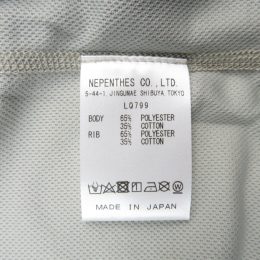 NEPENTHES CO.,LTD.
5-44-1,JINGUMAE SHIBUYA TOKYO
LQ799
BODY 65% POLYESTER
35% COTTON
RIB 65% POLYESTER
35% COTTON
MADE IN JAPAN